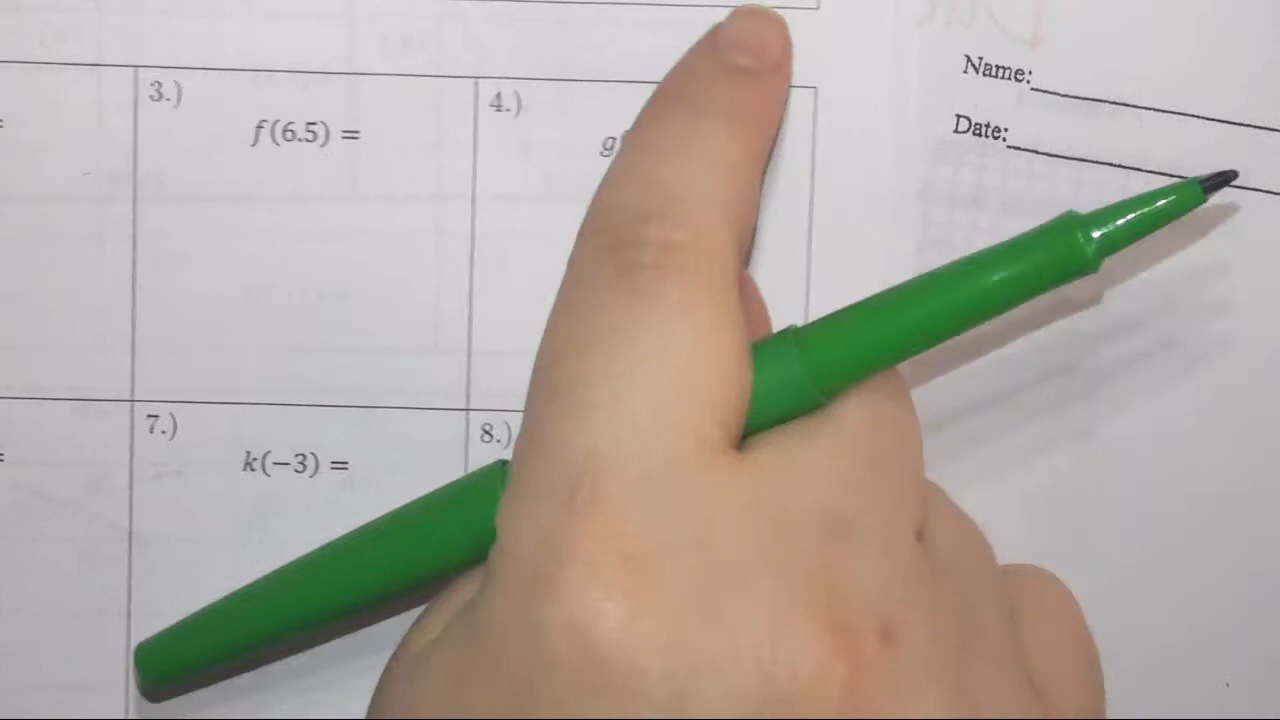 Name:
Date:
3.)
f(6.5) =
4.)
g
=
7.)
k(−3) =
8.)
=